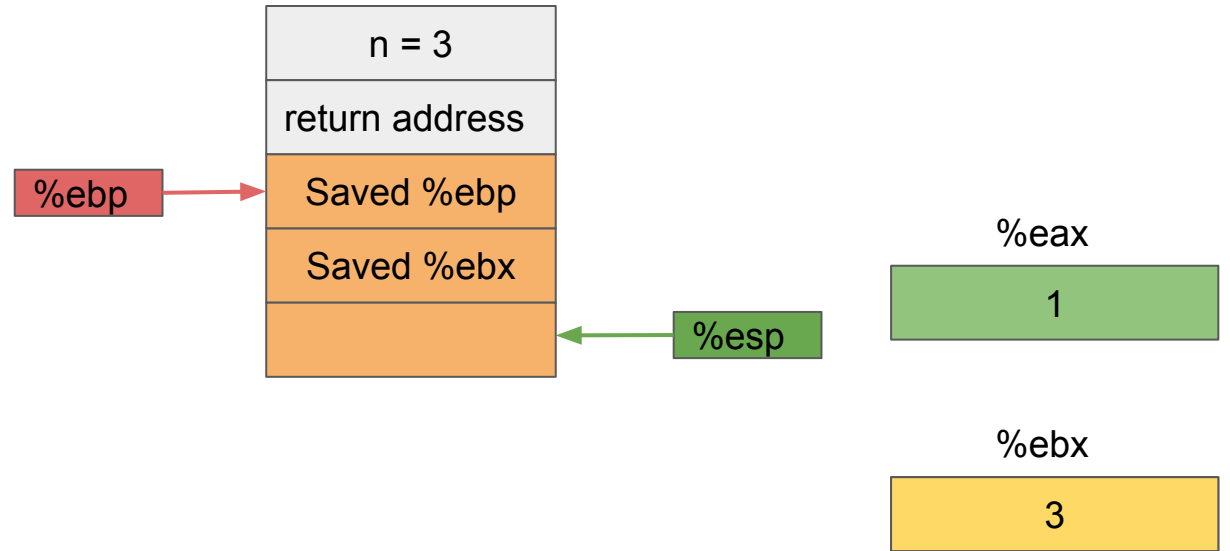 n = 3
return address
%ebp
Saved %ebp
Saved %ebx
%eax
1
%esp
%ebx
3